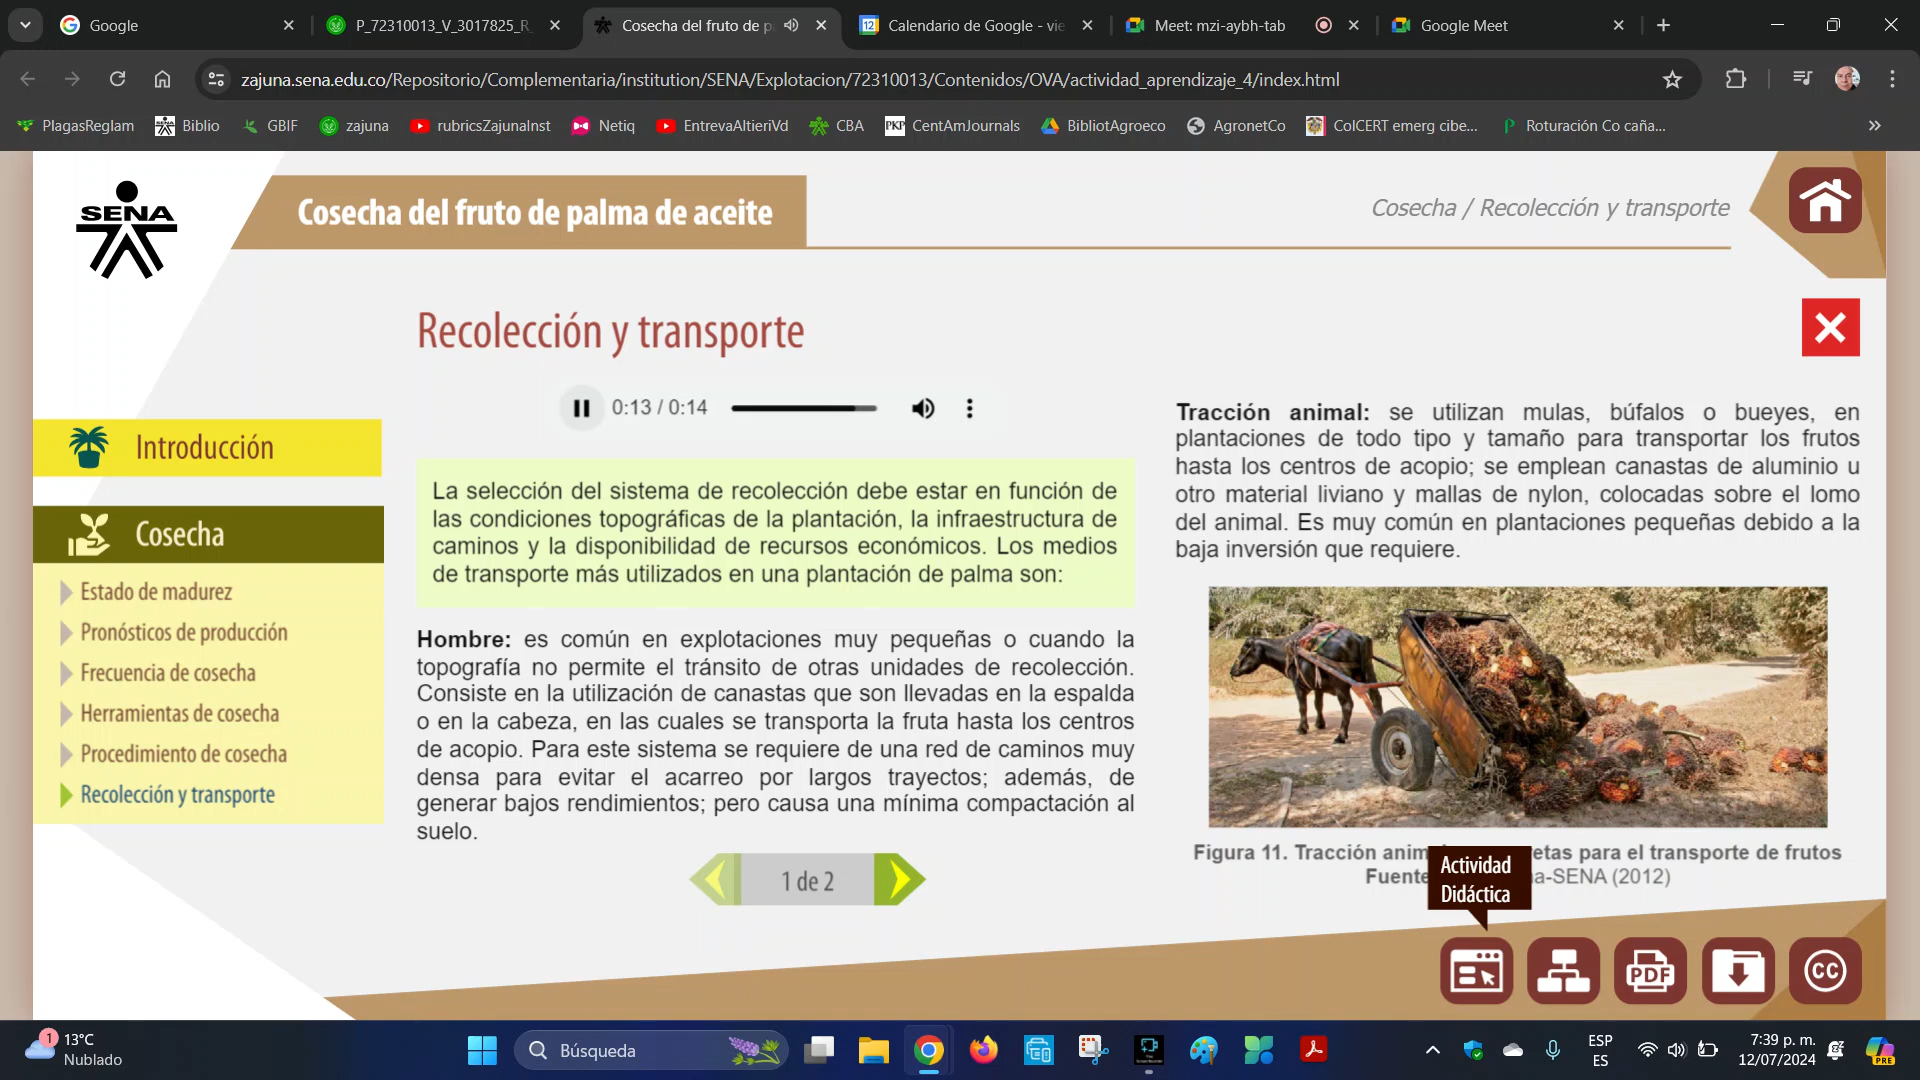 Google
P_72310013_V_3017825_R_
Cosecha del fruto de p
Calendario de Google - vie
Meet: mzi-aybh-tab
Google Meet
zajuna.sena.edu.co/Repositorio/Complementaria/institution/SENA/Explotacion/72310013/Contenidos/OVA/actividad_aprendizaje_4/index.html
PlagasReglam
Biblio
GBIF
zajuna
rubricsZajunaInst
Netiq
EntrevaAltieriVd
CBA
CentAmJournals
BibliotAgroeco
AgronetCo
ColCERT emerg cibe...
Roturación Co caña...
SENA
Cosecha del fruto de palma de aceite
Cosecha / Recolección y transporte
Recolección y transporte
0:13 / 0:14
Introducción
Cosecha
Estado de madurez
Pronósticos de producción
Frecuencia de cosecha
Herramientas de cosecha
Procedimiento de cosecha
Recolección y transporte
La selección del sistema de recolección debe estar en función de
las condiciones topográficas de la plantación, la infraestructura de
caminos y la disponibilidad de recursos económicos. Los medios
de transporte más utilizados en una plantación de palma son:
Hombre: es común en explotaciones muy pequeñas o cuando la
topografía no permite el tránsito de otras unidades de recolección.
Consiste en la utilización de canastas que son llevadas en la espalda
o en la cabeza, en las cuales se transporta la fruta hasta los centros
de acopio. Para este sistema se requiere de una red de caminos muy
densa para evitar el acarreo por largos trayectos; además, de
generar bajos rendimientos; pero causa una mínima compactación al
suelo.
1 de 2
Tracción animal: se utilizan mulas, búfalos o bueyes, en
plantaciones de todo tipo y tamaño para transportar los frutos
hasta los centros de acopio; se emplean canastas de aluminio u
otro material liviano y mallas de nylon, colocadas sobre el lomo
del animal. Es muy común en plantaciones pequeñas debido a la
baja inversión que requiere.
Figura 11. Tracción anim etas para el transporte de frutos
Fuente a-SENA (2012)
Actividad
Didáctica
PDF
CC
1
13°C
Nublado
Búsqueda
ESP
ES
7:39 p. m.
12/07/2024
PRE